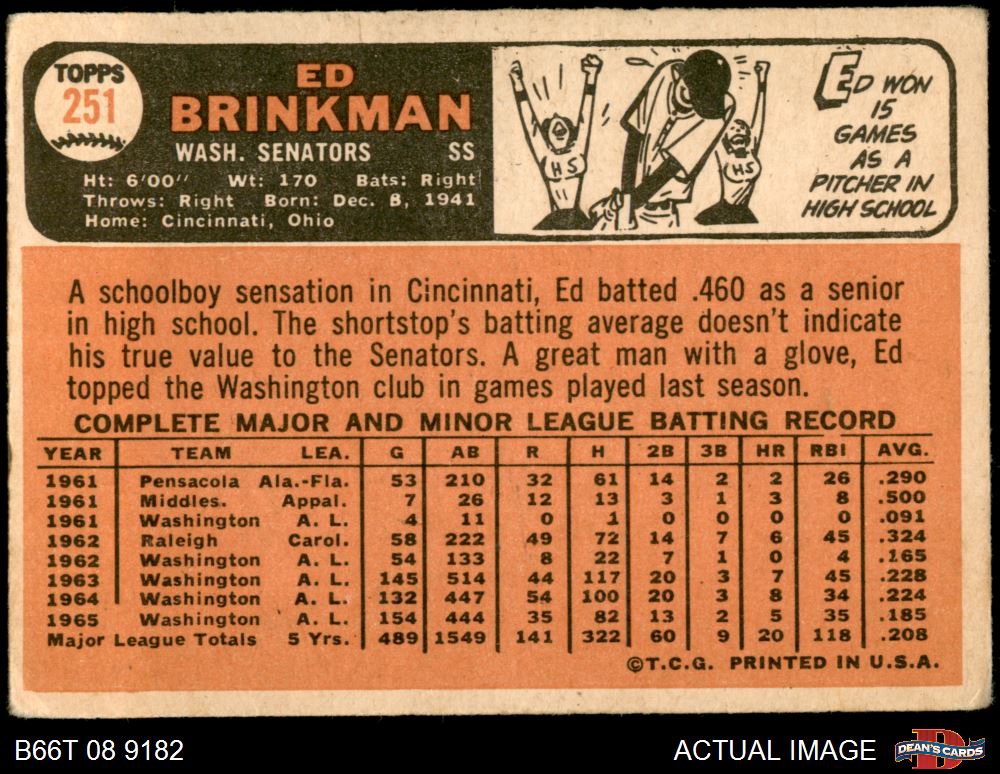 TOPPS
251
ED
BRINKMAN
WASH. SENATORS SS
Ht: 6'00" Wt: 170 Bats: Right
Throws: Right Born: Dec. 8, 1941
Home: Cincinnati, Ohio
HS
HS
ED WON
15
GAMES
AS A
PITCHER IN
HIGH SCHOOL
A schoolboy sensation in Cincinnati, Ed batted .460 as a senior
in high school. The shortstop's batting average doesn't indicate
his true value to the Senators. A great man with a glove, Ed
topped the Washington club in games played last season.
COMPLETE MAJOR AND MINOR LEAGUE BATTING RECORD
YEAR TEAM LEA. G AB R H 2B 3B HR RBI AVG.
1961 Pensacola Ala.-Fla. 53 210 32 61 14 2 2 26 .290
1961 Middles. Appal. 7 26 12 13 3 1 3 8 .500
1961 Washington A. L. 4 11 0 1 0 0 0 0 .091
1962 Raleigh Carol. 58 222 49 72 14 7 6 45 .324
1962 Washington A. L. 54 133 8 22 7 1 0 4 .165
1963 Washington A. L. 145 514 44 117 20 3 7 45 .228
1964 Washington A. L. 132 447 54 100 20 3 8 34 .224
1965 Washington A. L. 154 444 35 82 13 2 5 35 .185
Major League Totals 5 Yrs. 489 1549 141 322 60 9 20 118 .208
©T.C.G. PRINTED IN U.S.A.
B66T 08 9182 ACTUAL IMAGE DEAN'S CARDS